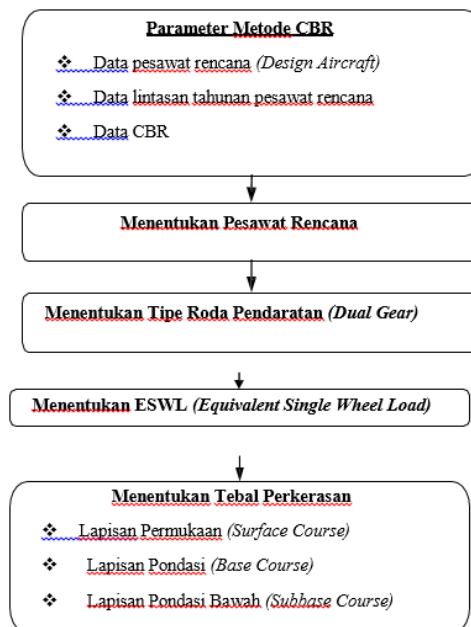 Parameter Metode CBR
❖ Data pesawat rencana (Design Aircraft)
❖ Data lintasan tahunan pesawat rencana
❖ Data CBR
Menentukan Pesawat Rencana
Menentukan Tipe Roda Pendaratan (Dual Gear)
Menentukan ESWL (Equivalent Single Wheel Load)
Menentukan Tebal Perkerasan
❖ Lapisan Permukaan (Surface Course)
❖ Lapisan Pondasi (Base Course)
❖ Lapisan Pondasi Bawah (Subbase Course)